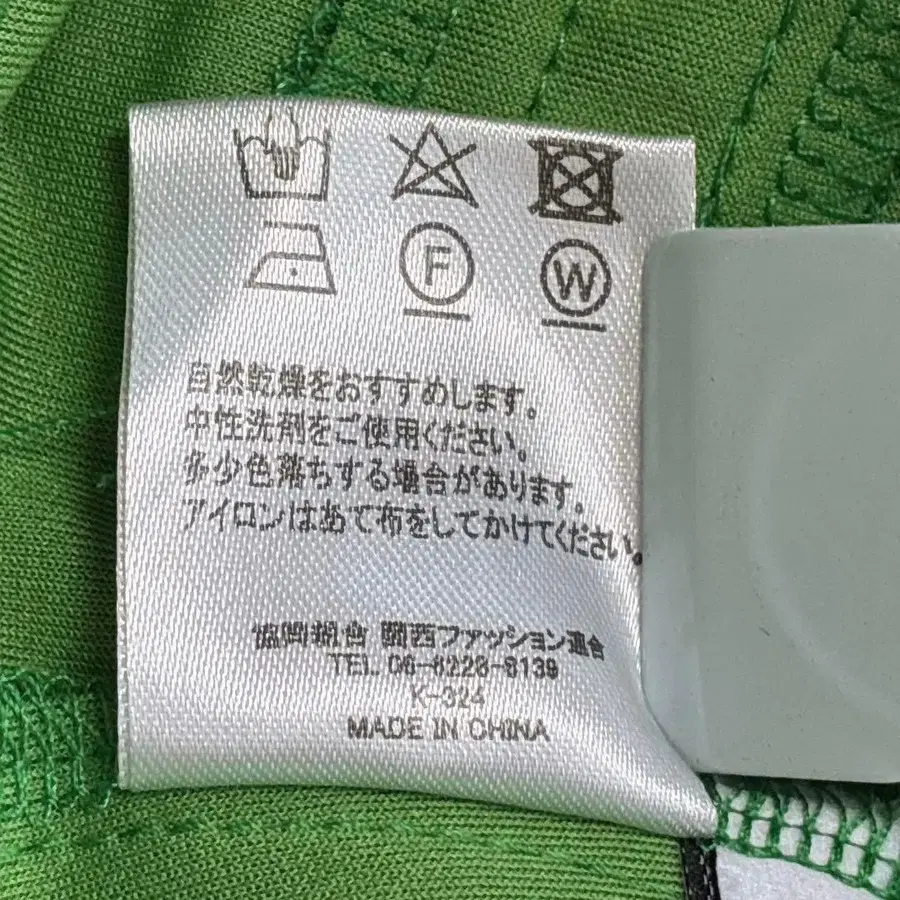 F W
自然乾燥をおすすめします。
中性洗剤をご使用ください。
多少色落ちする場合があります。
アイロンはあて布をしてかけてください。
協同組合 関西ファッション連合
TEL 06-6228-6139
K-324
MADE IN CHINA